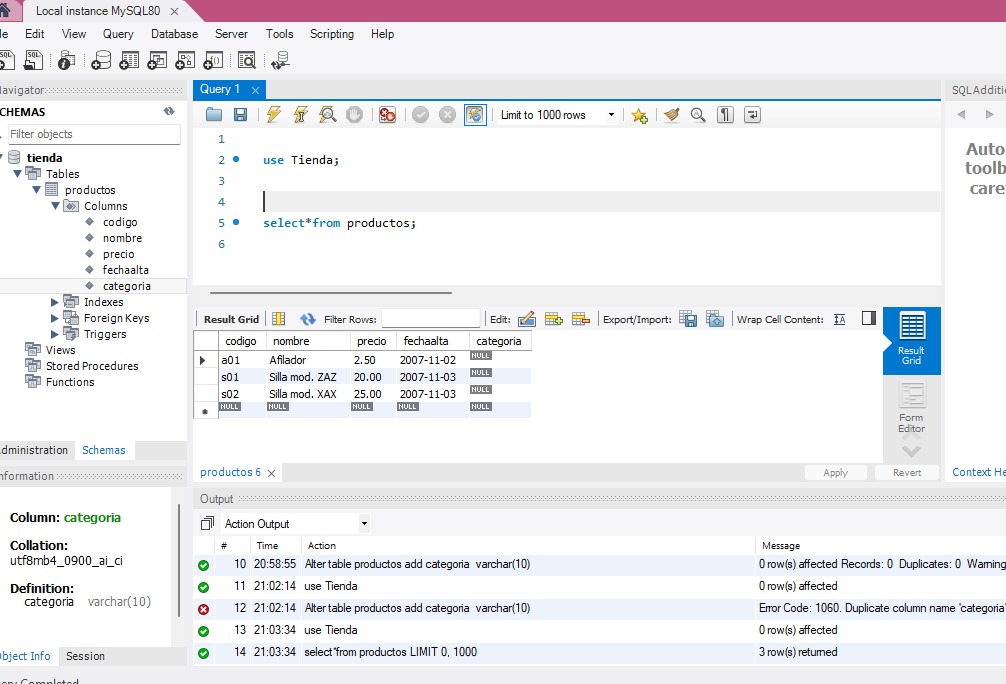 Local instance MySQL80
Edit View Query Database Server Tools Scripting Help
avigator
CHEMAS
Filter objects
tienda
Tables
productos
Columns
codigo
nombre
precio
fechaalta
categoria
Indexes
Foreign Keys
Triggers
Views
Stored Procedures
Functions
dministration Schemas
nformation
Column: categoria
Collation:
utf8mb4_0900_ai_ci
Definition:
categoria varchar(10)
bject Info Session
ery Completed
Query 1
Limit to 1000 rows
1
2 use Tienda;
3
4
5 select*from productos;
6
Result Grid Filter Rows: Edit: Export/Import: Wrap Cell Content:
codigo nombre precio fechaalta categoria
a01 Afilador 2.50 2007-11-02 NULL
s01 Silla mod. ZAZ 20.00 2007-11-03 NULL
s02 Silla mod. XAX 25.00 2007-11-03 NULL
NULL NULL NULL NULL NULL
Result
Grid
Form
Editor
productos 6 Apply Revert
Output
Action Output
# Time Action Message
10 20:58:55 Alter table productos add categoria varchar(10) 0 row(s) affected Records: 0 Duplicates: 0 Warning
11 21:02:14 use Tienda 0 row(s) affected
12 21:02:14 Alter table productos add categoria varchar(10) Error Code: 1060. Duplicate column name 'categoria'
13 21:03:34 use Tienda 0 row(s) affected
14 21:03:34 select*from productos LIMIT 0, 1000 3 row(s) returned
SQLAdditio
Auto
toolb
care
Context He